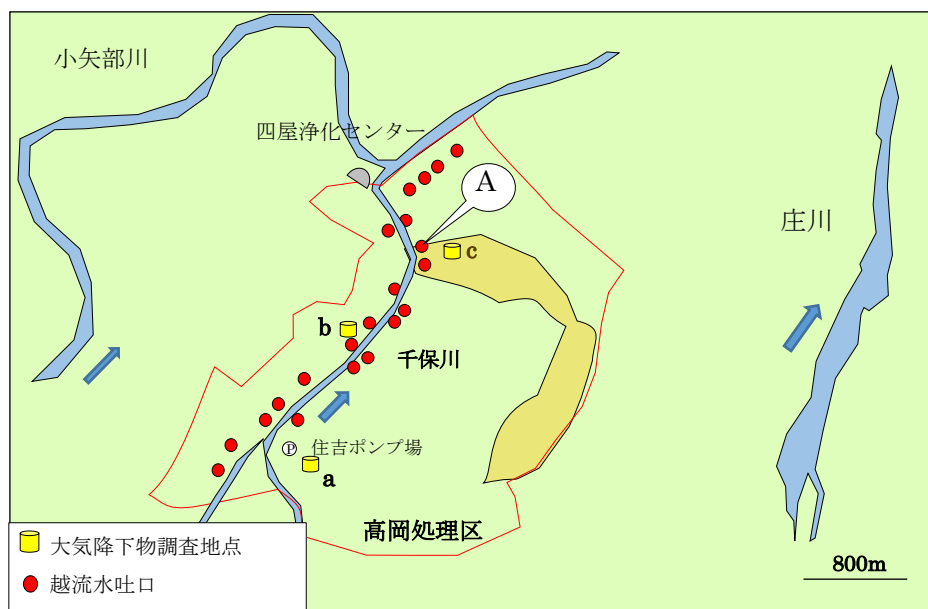 小矢部川
四屋浄化センター
A
c
庄川
b
千保川
P
住吉ポンプ場
a
高岡処理区
大気降下物調査地点
越流水吐口
800m